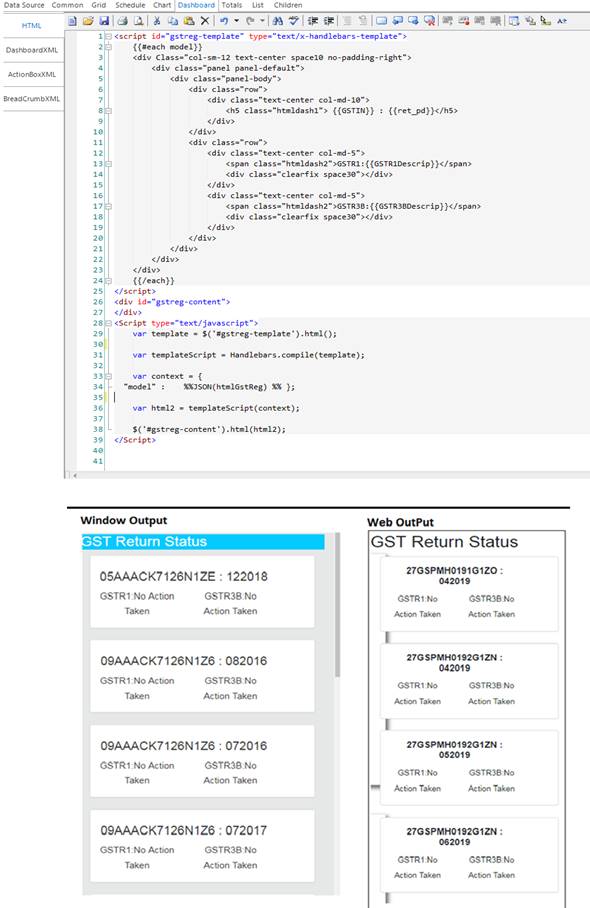 Data Source Common Grid Schedule Chart Dashboard Totals List Children
HTML
DashboardXML
ActionBoxXML
BreadCrumbXML
1 <script id="gstreg-template" type="text/x-handlebars-template">
2 {{#each model}}
3 <div Class="col-sm-12 text-center space10 no-padding-right">
4 <div class="panel panel-default">
5 <div class="panel-body">
6 <div class="row">
7 <div class="text-center col-md-10">
8 <h5 class="htmldash1"> {{GSTIN}} : {{ret_pd}}</h5>
9 </div>
10 </div>
11 <div class="row">
12 <div class="text-center col-md-5">
13 <span class="htmldash2">GSTR1:{{GSTR1Descrip}}</span>
14 <div class="clearfix space30"></div>
15 </div>
16 <div class="text-center col-md-5">
17 <span class="htmldash2">GSTR3B:{{GSTR3BDescrip}}</span>
18 <div class="clearfix space30"></div>
19 </div>
20 </div>
21 </div>
22 </div>
23 </div>
24 {{/each}}
25 </script>
26 <div id="gstreg-content">
27 </div>
28 <Script type="text/javascript">
29 var template = $('#gstreg-template').html();
30
31 var templateScript = Handlebars.compile(template);
32
33 var context = {
34 "model" : %%JSON(htmlGstReg) %% };
35
36 var html2 = templateScript(context);
37
38 $('#gstreg-content').html(html2);
39 </Script>
40
41
Window Output
GST Return Status
05AAACK7126N1ZE : 122018
GSTR1:No Action GSTR3B:No
Taken Action Taken
09AAACK7126N1Z6 : 082016
GSTR1:No Action GSTR3B:No
Taken Action Taken
09AAACK7126N1Z6 : 072016
GSTR1:No Action GSTR3B:No
Taken Action Taken
09AAACK7126N1Z6 : 072017
GSTR1:No Action GSTR3B:No
Taken Action Taken
Web OutPut
GST Return Status
27GSPMH0191G1ZO :
042019
GSTR1:No GSTR3B:No
Action Taken Action Taken
27GSPMH0192G1ZN :
042019
GSTR1:No GSTR3B:No
Action Taken Action Taken
27GSPMH0192G1ZN :
052019
GSTR1:No GSTR3B:No
Action Taken Action Taken
27GSPMH0192G1ZN :
062019
GSTR1:No GSTR3B:No
Action Taken Action Taken